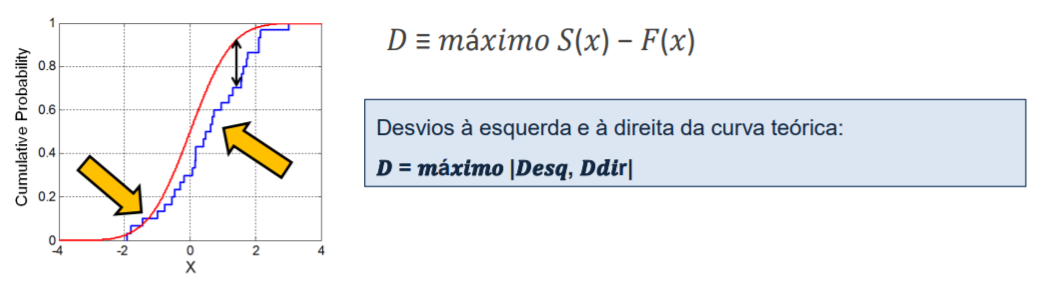 D ≡ máximo S(x) − F(x)
Desvios à esquerda e à direita da curva teórica:
D = máximo |Desq, Ddir|
Cumulative Probability
1
0.8
0.6
0.4
0.2
0
-4 -2 0 2 4
X